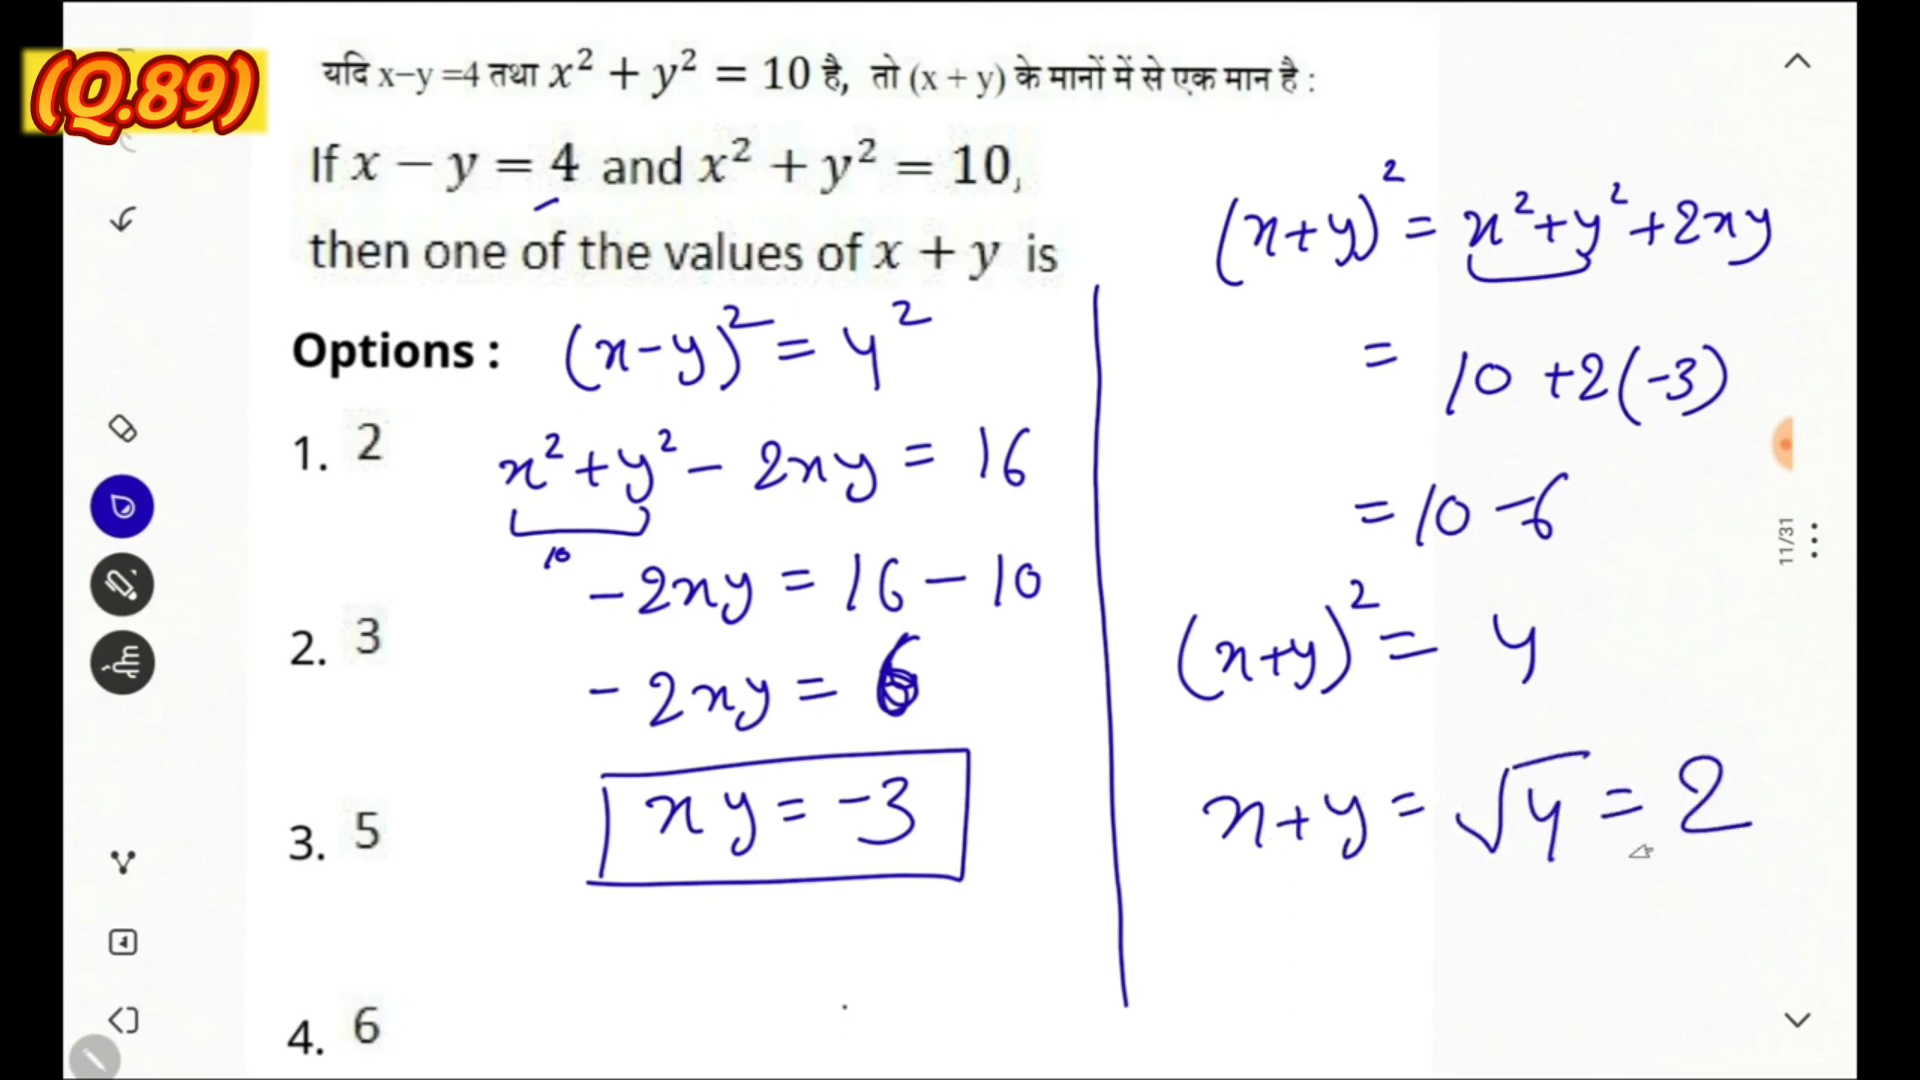 (Q.89)
यदि x−y =4 तथा x² + y² = 10 है, तो (x + y) के मानों में से एक मान है :
If x − y = 4 and x² + y² = 10,
then one of the values of x + y is
Options :
1. 2
2. 3
3. 5
4. 6
(x-y)² = 4²
x² + y² - 2xy = 16
10
- 2xy = 16 - 10
- 2xy = 6
xy = -3
(x+y)² = x² + y² + 2xy
= 10 + 2(-3)
= 10 - 6
(x+y)² = 4
x+y = √4 = 2
11/31